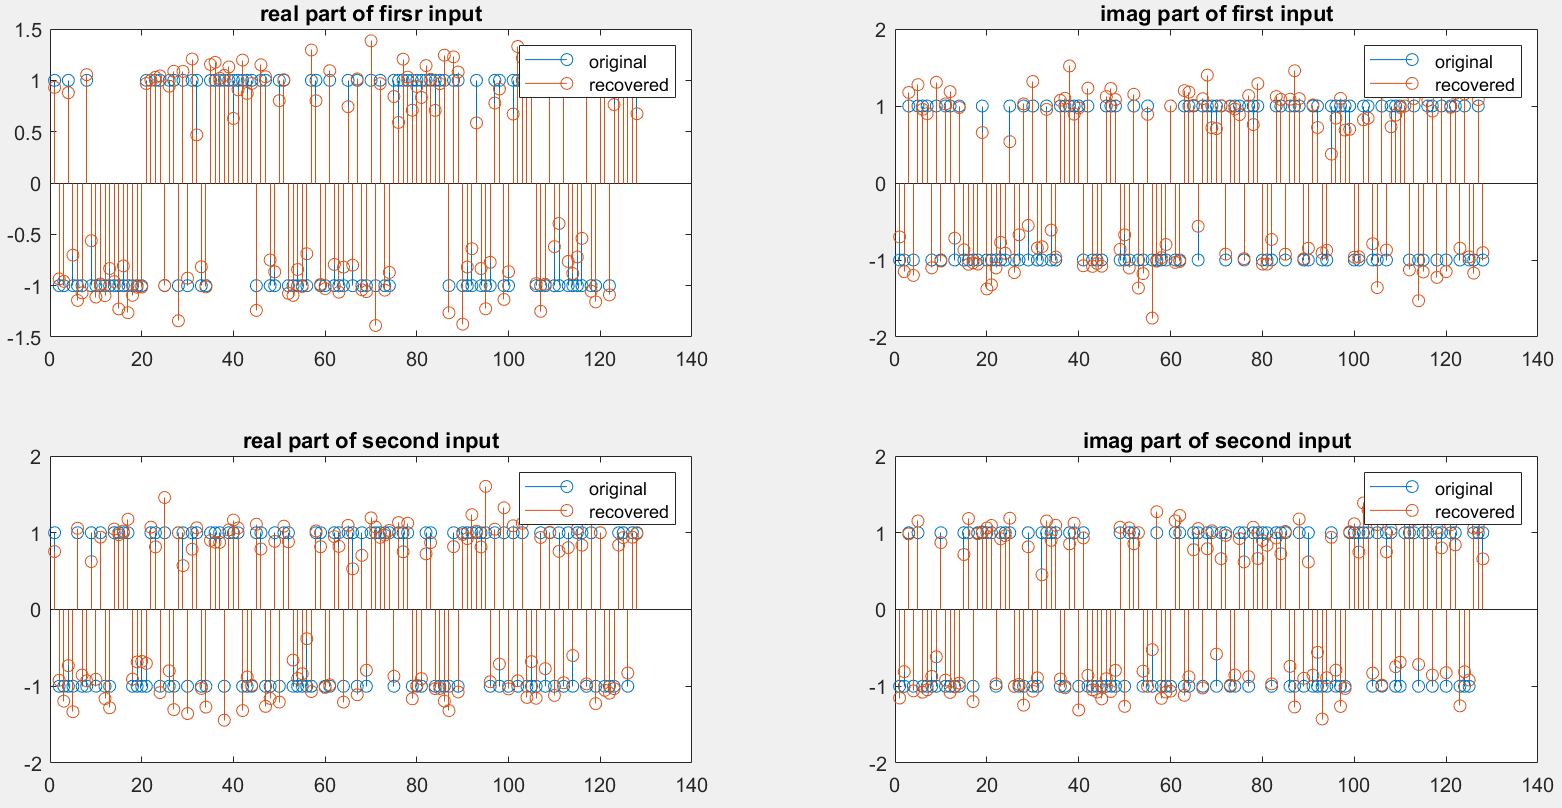 real part of firsr input
1.5
1
0.5
0
-0.5
-1
-1.5
0 20 40 60 80 100 120 140
original
recovered
imag part of first input
2
1
0
-1
-2
0 20 40 60 80 100 120 140
original
recovered
real part of second input
2
1
0
-1
-2
0 20 40 60 80 100 120 140
original
recovered
imag part of second input
2
1
0
-1
-2
0 20 40 60 80 100 120 140
original
recovered